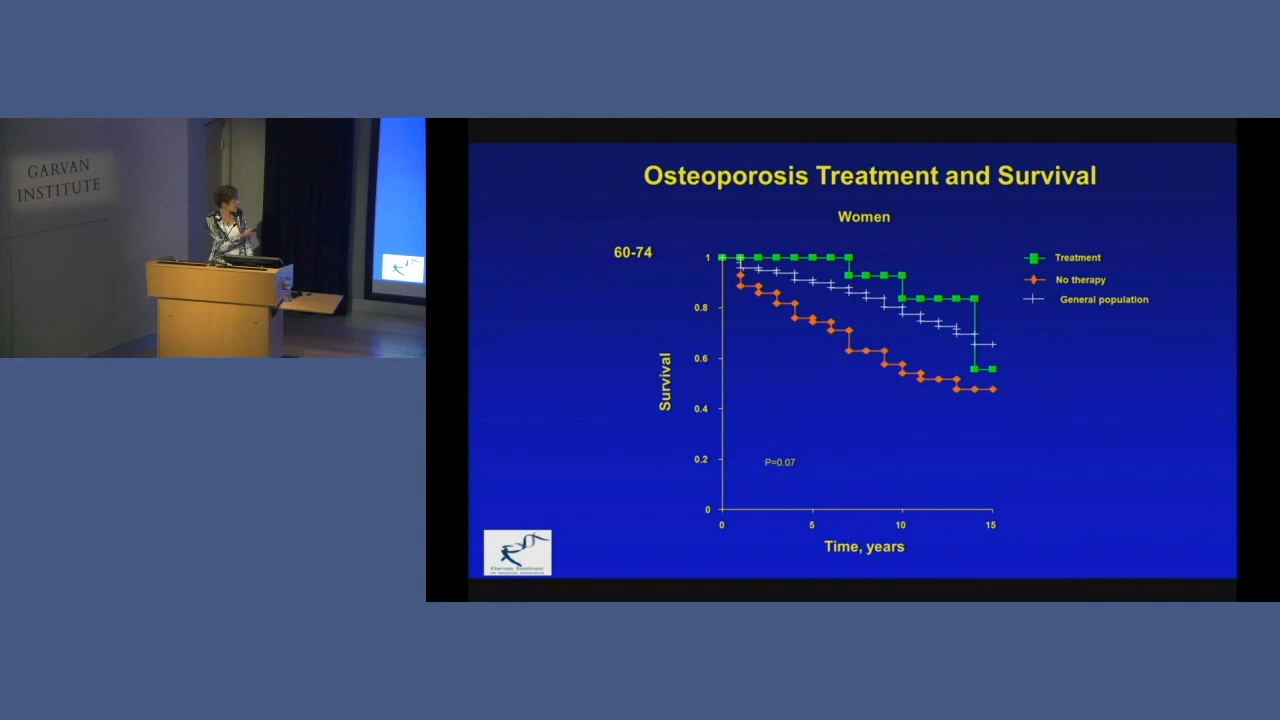 GARVAN
INSTITUTE
Osteoporosis Treatment and Survival
Women
60-74
Treatment
No therapy
General population
Survival
1
0.8
0.6
0.4
0.2
0
P=0.07
0
5
10
15
Time, years
Garvan Institute
OF MEDICAL RESEARCH